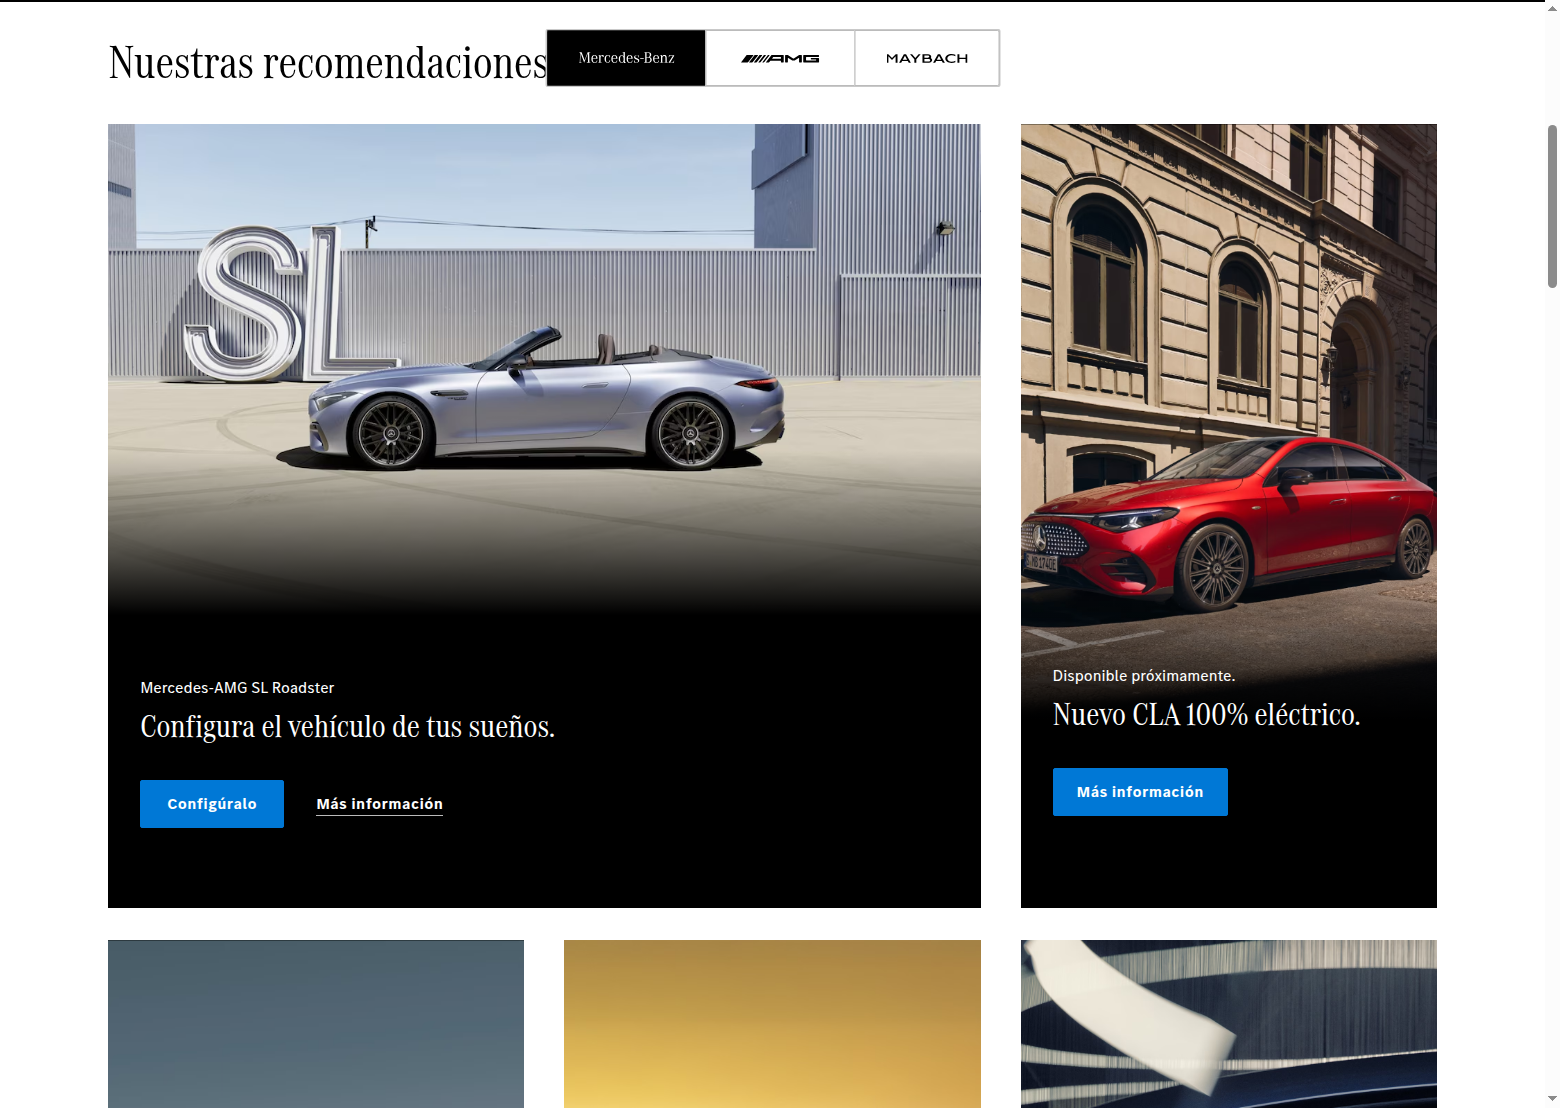 Nuestras recomendaciones
Mercedes-Benz
AMG
MAYBACH
SL
Mercedes-AMG SL Roadster
Configura el vehículo de tus sueños.
Configúralo
Más información
Disponible próximamente.
Nuevo CLA 100% eléctrico.
Más información